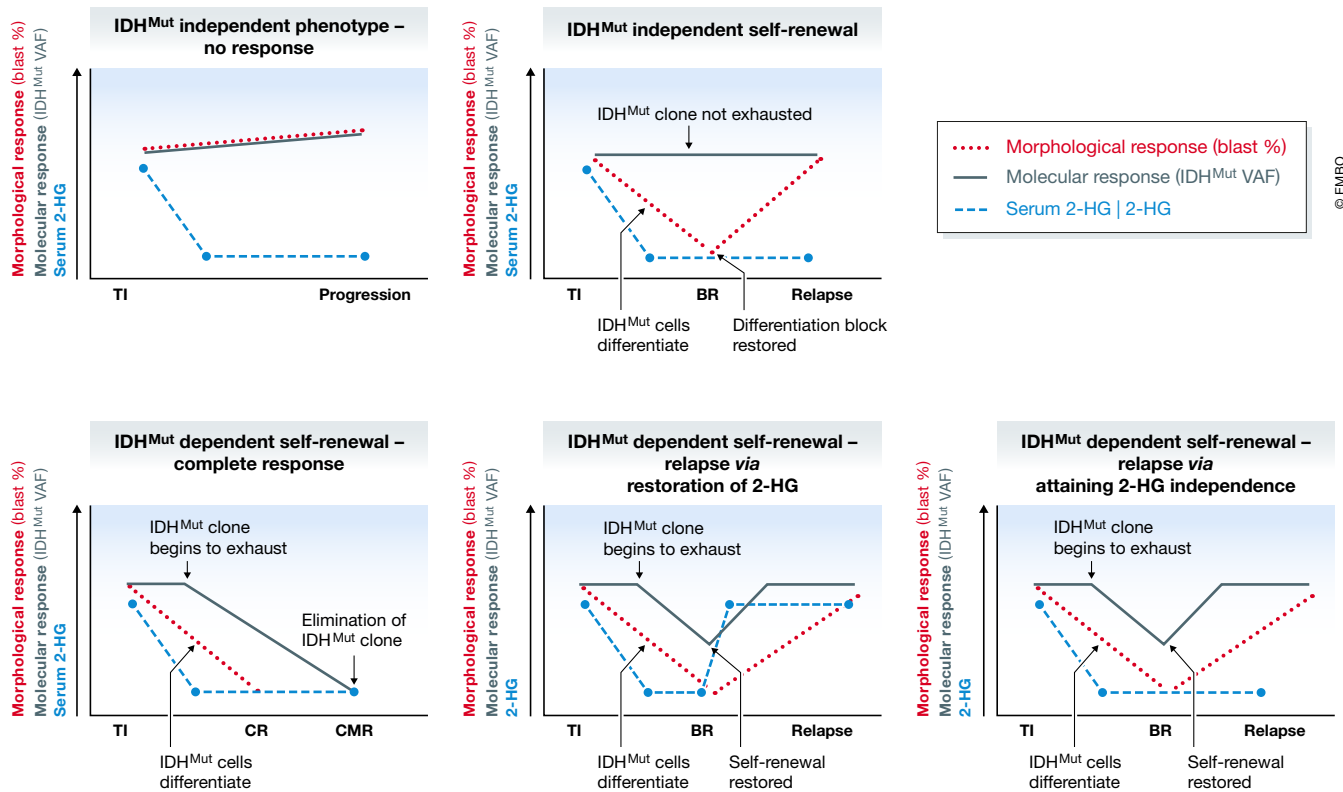 IDHMut independent phenotype –
no response
Morphological response (blast %)
Molecular response (IDHMut VAF)
Serum 2-HG
TI
Progression
IDHMut independent self-renewal
Morphological response (blast %)
Molecular response (IDHMut VAF)
Serum 2-HG
IDHMut clone not exhausted
TI
BR
Relapse
IDHMut cells
differentiate
Differentiation block
restored
Morphological response (blast %)
Molecular response (IDHMut VAF)
Serum 2-HG | 2-HG
© EMBO
IDHMut dependent self-renewal –
complete response
Morphological response (blast %)
Molecular response (IDHMut VAF)
Serum 2-HG
IDHMut clone
begins to exhaust
Elimination of
IDHMut clone
TI
CR
CMR
IDHMut cells
differentiate
IDHMut dependent self-renewal –
relapse via
restoration of 2-HG
Morphological response (blast %)
Molecular response (IDHMut VAF)
2-HG
IDHMut clone
begins to exhaust
TI
BR
Relapse
IDHMut cells
differentiate
Self-renewal
restored
IDHMut dependent self-renewal –
relapse via
attaining 2-HG independence
Morphological response (blast %)
Molecular response (IDHMut VAF)
2-HG
IDHMut clone
begins to exhaust
TI
BR
Relapse
IDHMut cells
differentiate
Self-renewal
restored